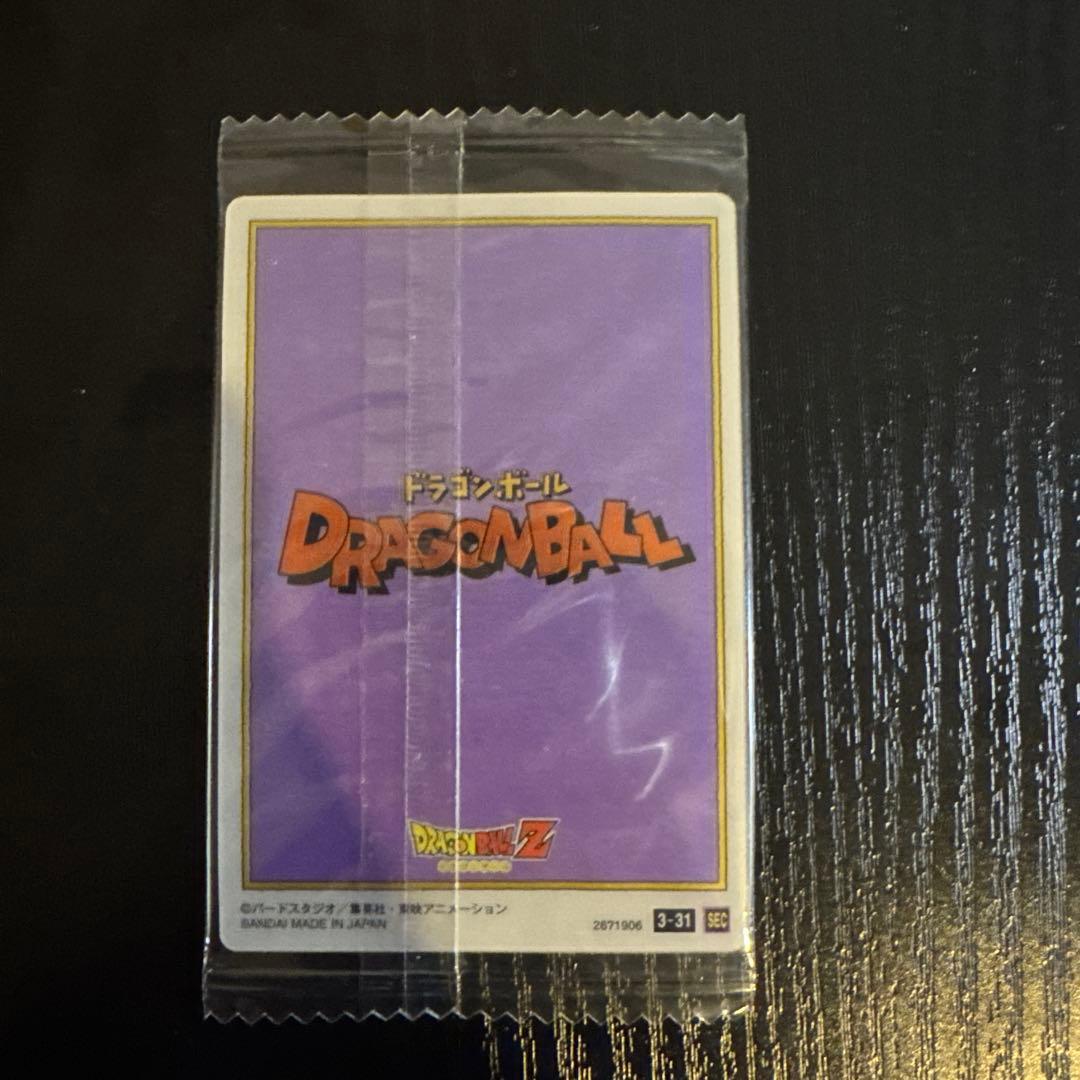 ドラゴンボール
DRAGONBALL
DRAGON BALL Z
©バードスタジオ／集英社・東映アニメーション
BANDAI MADE IN JAPAN
2671906 3-31 SEC